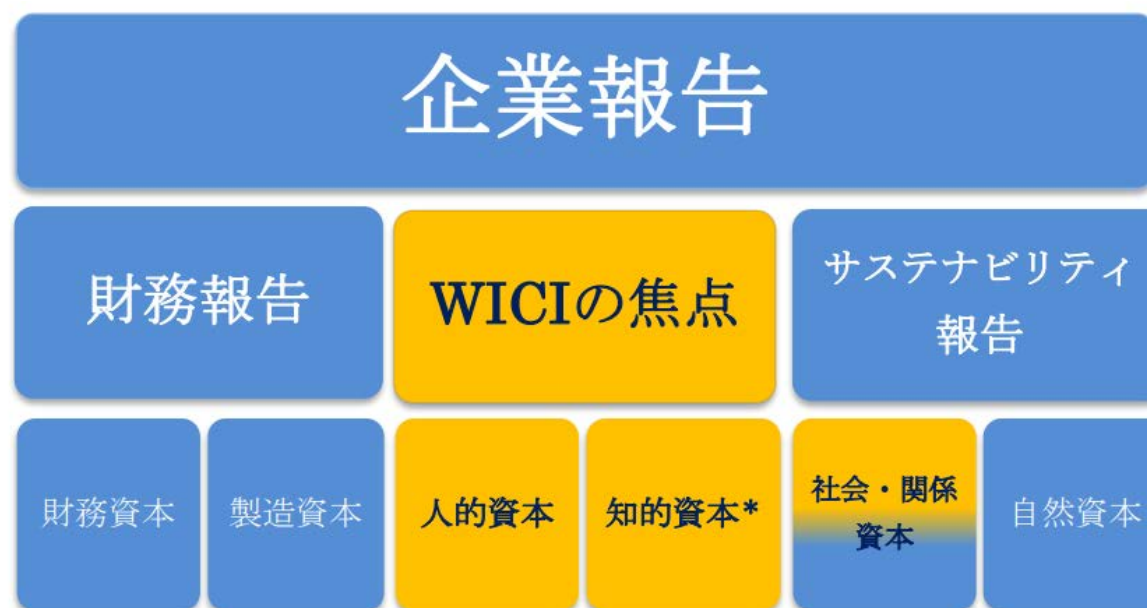 企業報告
財務報告
WICIの焦点
サステナビリティ
報告
財務資本
製造資本
人的資本
知的資本*
社会・関係
資本
自然資本